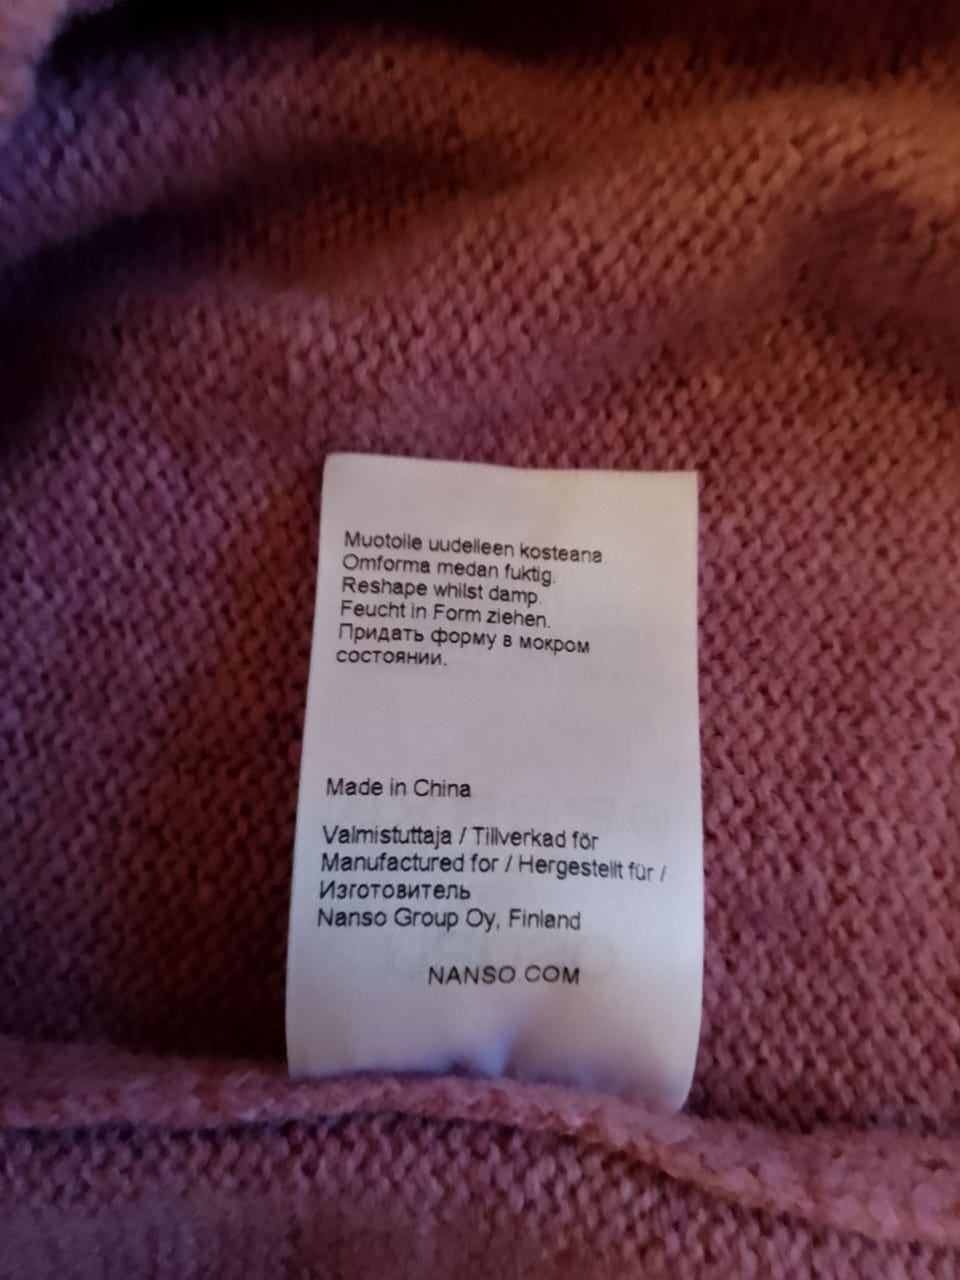 Muotoile uudelleen kosteana.
Omforma medan fuktig.
Reshape whilst damp.
Feucht in Form ziehen.
Придать форму в мокром
состоянии.
Made in China
Valmistuttaja / Tillverkad för
Manufactured for / Hergestellt für /
Изготовитель
Nanso Group Oy, Finland
NANSO.COM